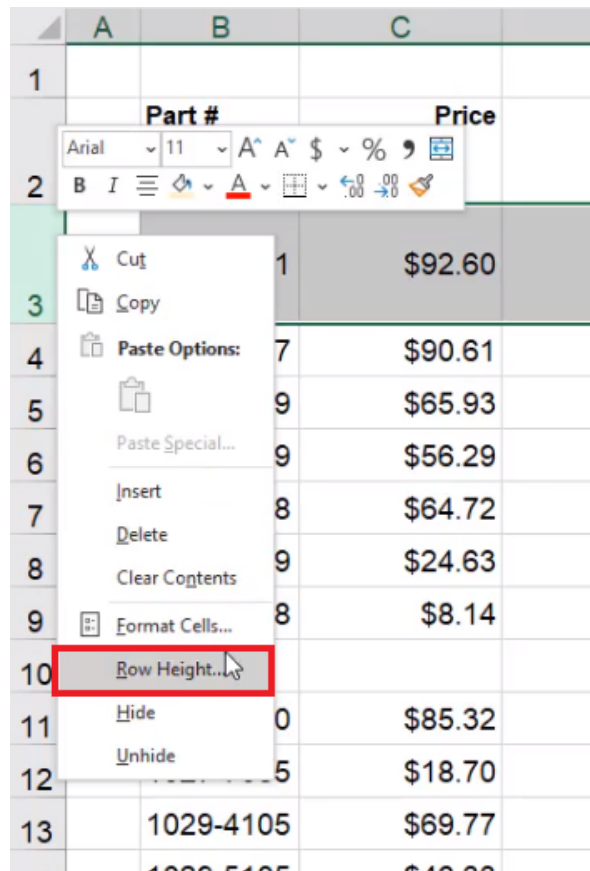 A B C
1
Part # Price
Arial 11 A A $ % ,
2 B I A .00 .00
1 $92.60
3
Cut
Copy
Paste Options:
Paste Special...
Insert
Delete
Clear Contents
Format Cells...
Row Height...
Hide
Unhide
4 7 $90.61
5 9 $65.93
6 9 $56.29
7 8 $64.72
8 9 $24.63
9 8 $8.14
10
11 0 $85.32
12 5 $18.70
13 1029-4105 $69.77